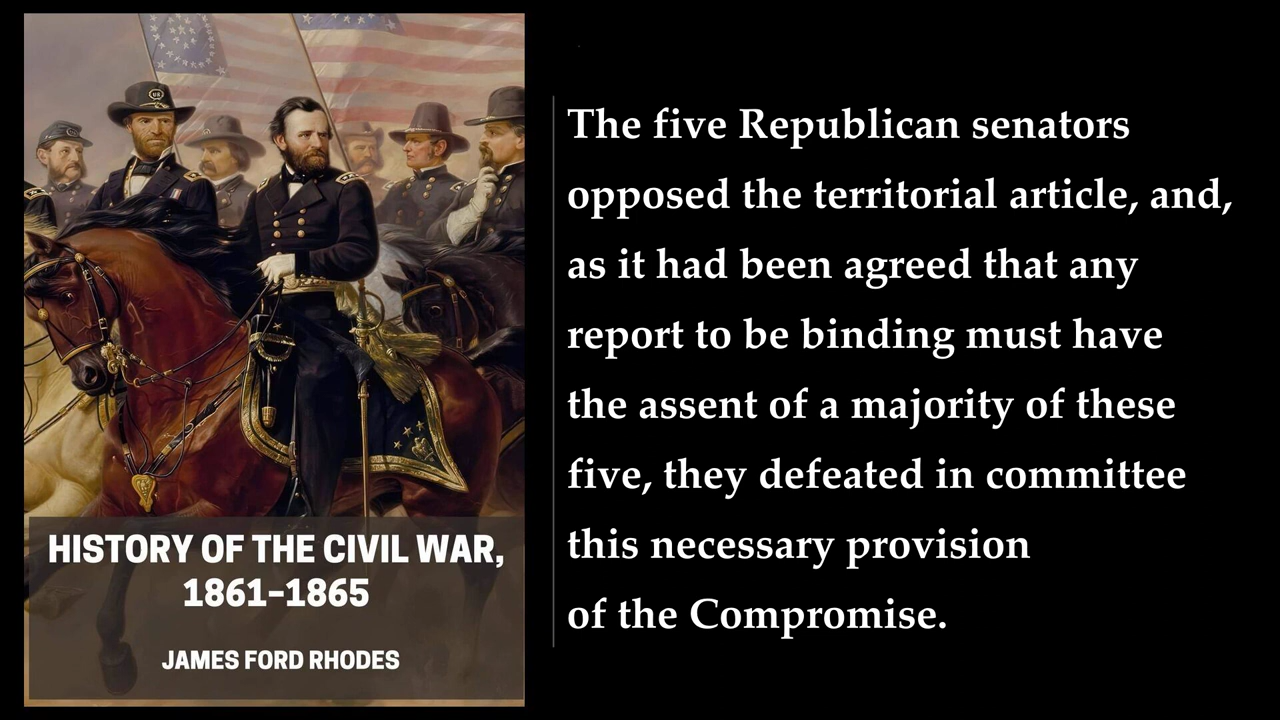 HISTORY OF THE CIVIL WAR,
1861–1865
JAMES FORD RHODES
The five Republican senators
opposed the territorial article, and,
as it had been agreed that any
report to be binding must have
the assent of a majority of these
five, they defeated in committee
this necessary provision
of the Compromise.